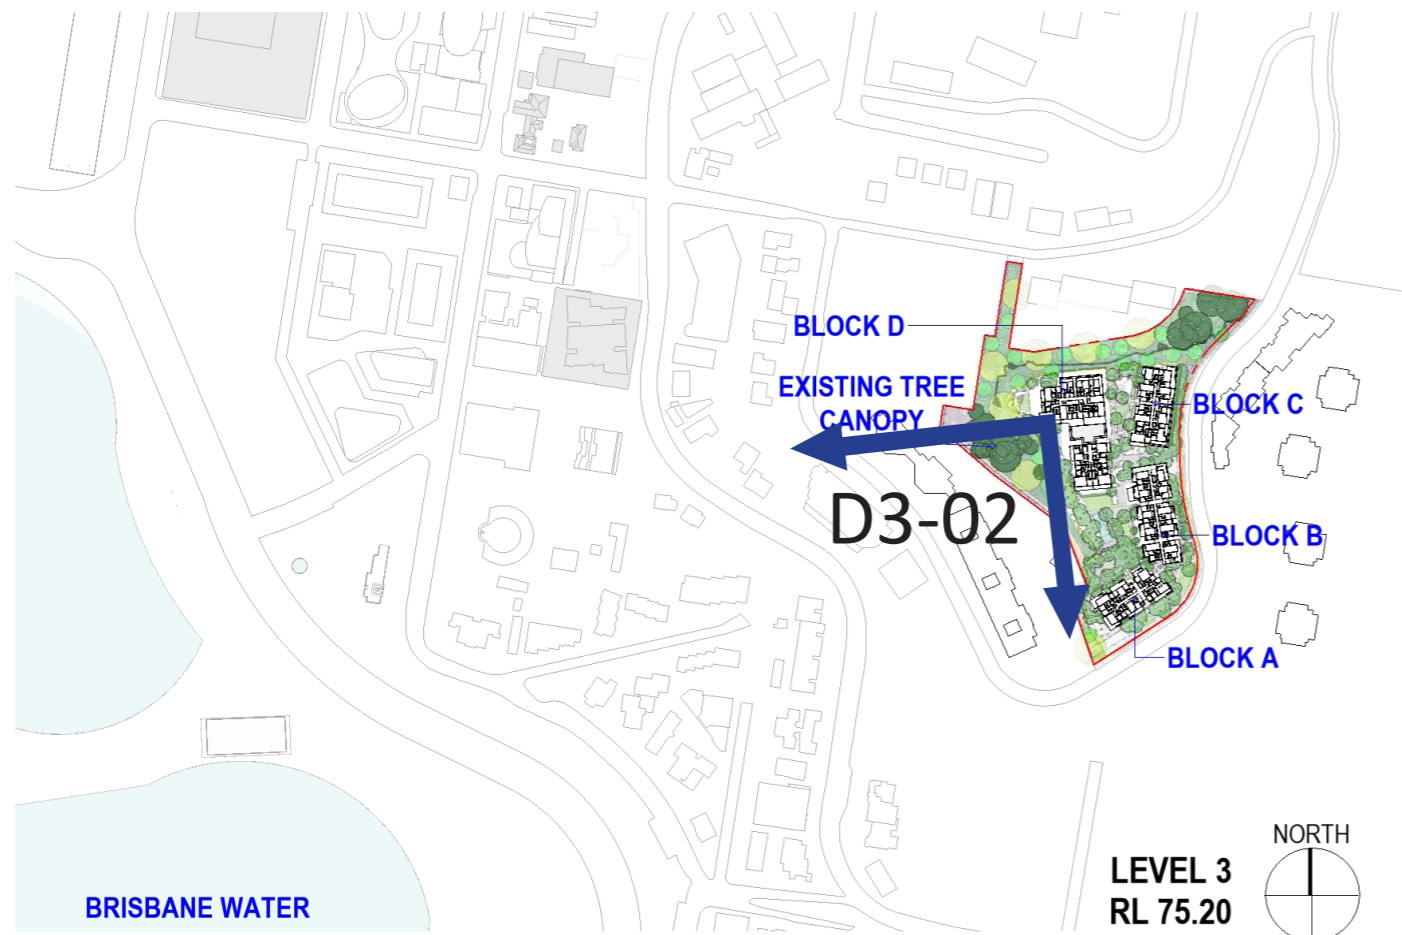 BLOCK D
EXISTING TREE
CANOPY
BLOCK C
D3-02
BLOCK B
BLOCK A
NORTH
LEVEL 3
RL 75.20
BRISBANE WATER